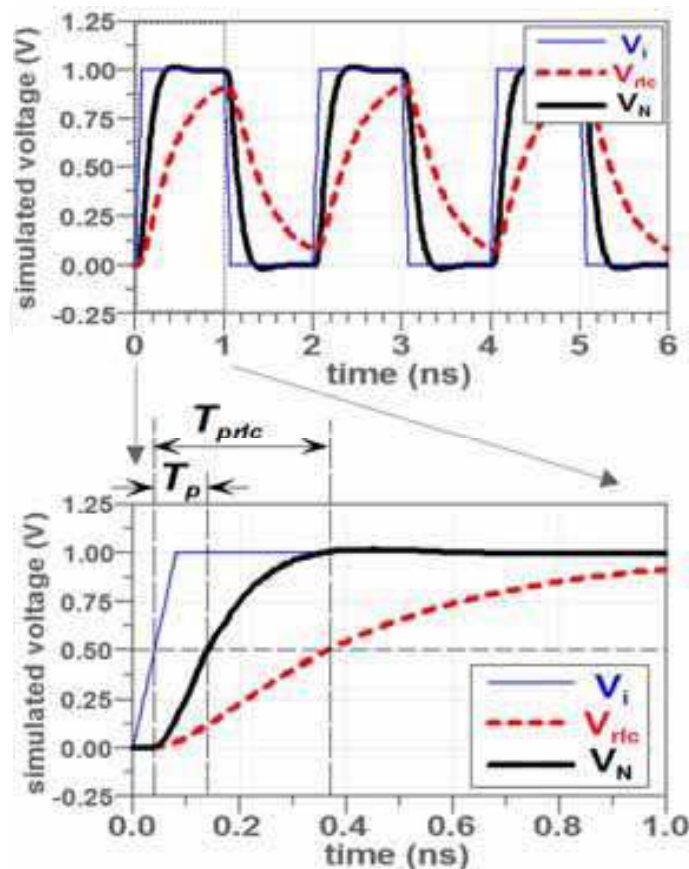 simulated voltage (V)
1.25
1.00
0.75
0.50
0.25
0.00
-0.25
V_i
V_rlc
V_N
0 1 2 3 4 5 6
time (ns)
T_prlc
T_p
simulated voltage (V)
1.25
1.00
0.75
0.50
0.25
0.00
-0.25
V_i
V_rlc
V_N
0.0 0.2 0.4 0.6 0.8 1.0
time (ns)